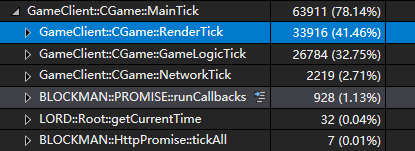 GameClient::CGame::MainTick 63911 (78.14%)
GameClient::CGame::RenderTick 33916 (41.46%)
GameClient::CGame::GameLogicTick 26784 (32.75%)
GameClient::CGame::NetworkTick 2219 (2.71%)
BLOCKMAN::PROMISE::runCallbacks 928 (1.13%)
LORD::Root::getCurrentTime 32 (0.04%)
BLOCKMAN::HttpPromise::tickAll 7 (0.01%)